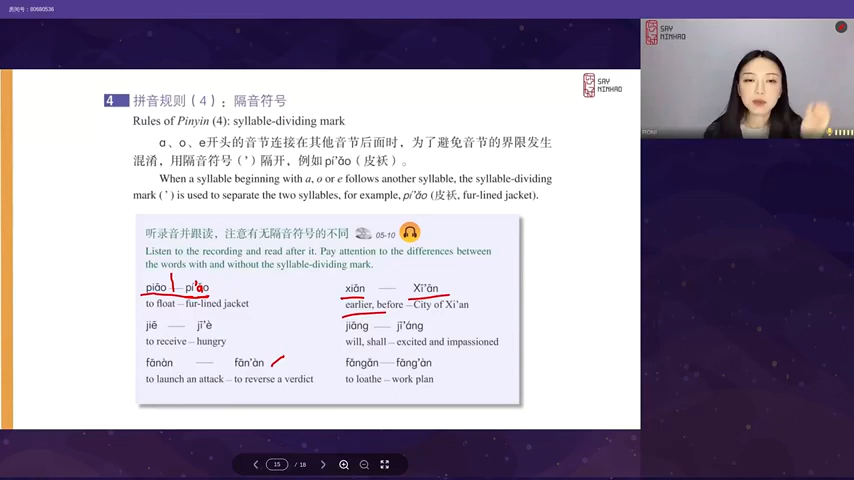 房间号: 80680536
SAY
NINHAO
SAY
NINHAO
4 拼音规则(4): 隔音符号
Rules of Pinyin (4): syllable-dividing mark
ɑ、o、e开头的音节连接在其他音节后面时，为了避免音节的界限发生
混淆，用隔音符号(')隔开，例如 pí'ǎo(皮袄)。
When a syllable beginning with a, o or e follows another syllable, the syllable-dividing
mark (') is used to separate the two syllables, for example, pí'ǎo (皮袄, fur-lined jacket).
听录音并跟读，注意有无隔音符号的不同 05-10
Listen to the recording and read after it. Pay attention to the differences between
the words with and without the syllable-dividing mark.
piāo — pí'ǎo
to float — fur-lined jacket
xiān — Xī'ān
earlier, before — City of Xi'an
jiē — jī'è
to receive — hungry
jiāng — jī'áng
will, shall — excited and impassioned
fānàn — fān'àn
to launch an attack — to reverse a verdict
fǎngǎn — fāng'àn
to loathe — work plan
15 / 18